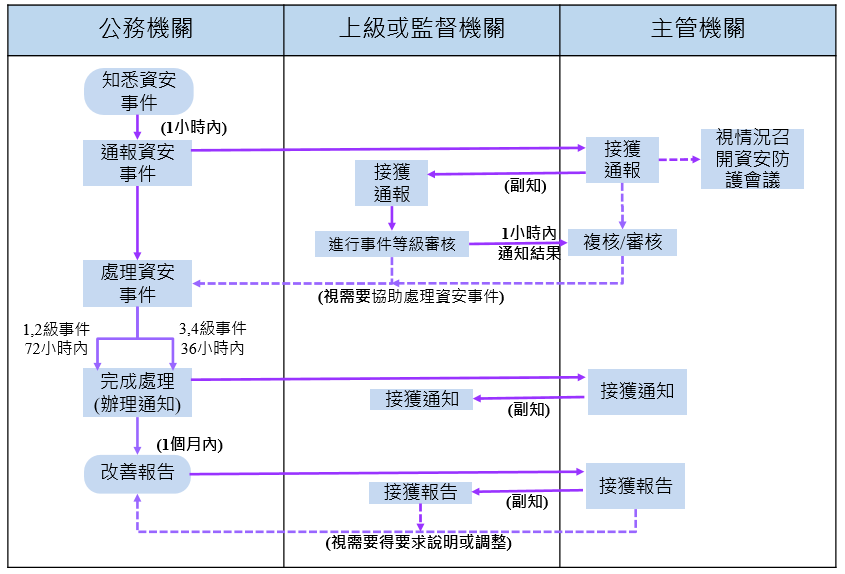 公務機關
上級或監督機關
主管機關
知悉資安
事件
(1小時內)
通報資安
事件
接獲
通報
視情況召
開資安防
護會議
接獲
通報
(副知)
進行事件等級審核
1小時內
通知結果
複核/審核
處理資安
事件
(視需要協助處理資安事件)
1,2級事件
72小時內
3,4級事件
36小時內
完成處理
(辦理通知)
接獲通知
(副知)
接獲通知
(1個月內)
改善報告
接獲報告
(副知)
接獲報告
(視需要得要求說明或調整)